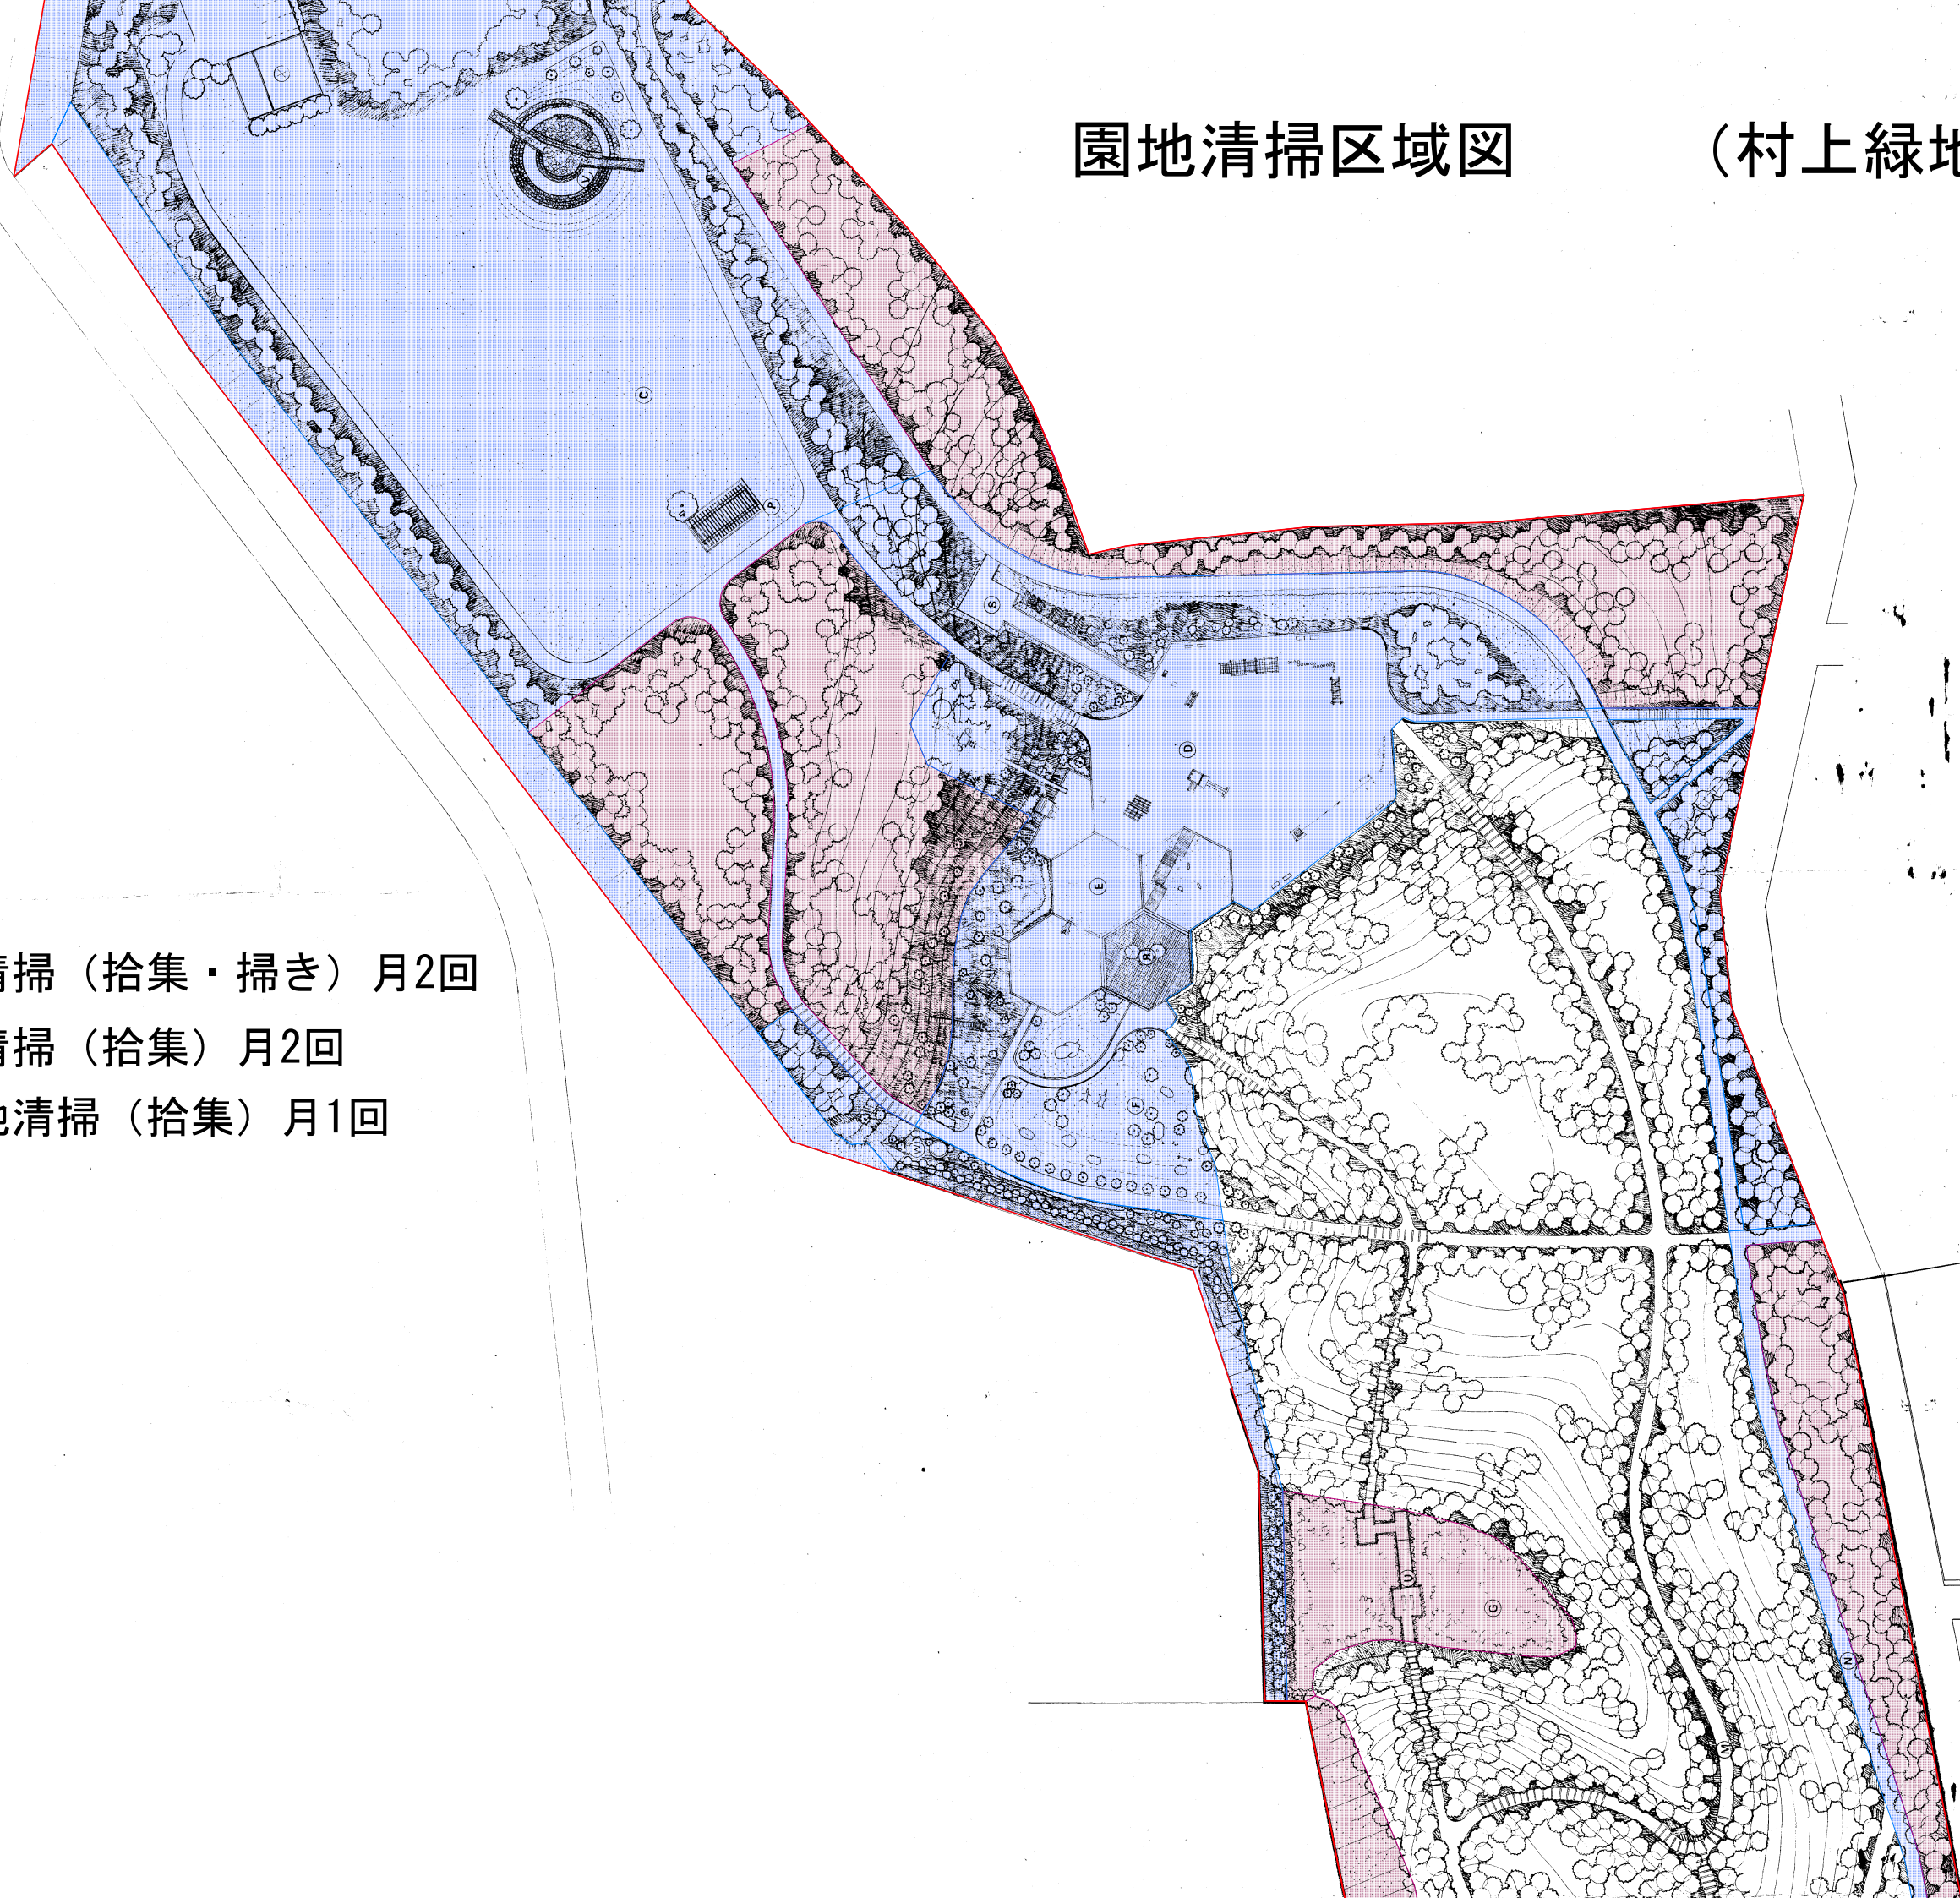 園地清掃区域図　　　（村上緑地
清掃（拾集・掃き）月2回
清掃（拾集）月2回
地清掃（拾集）月1回
C
P
S
D
E
R
F
V
U
G
N
M